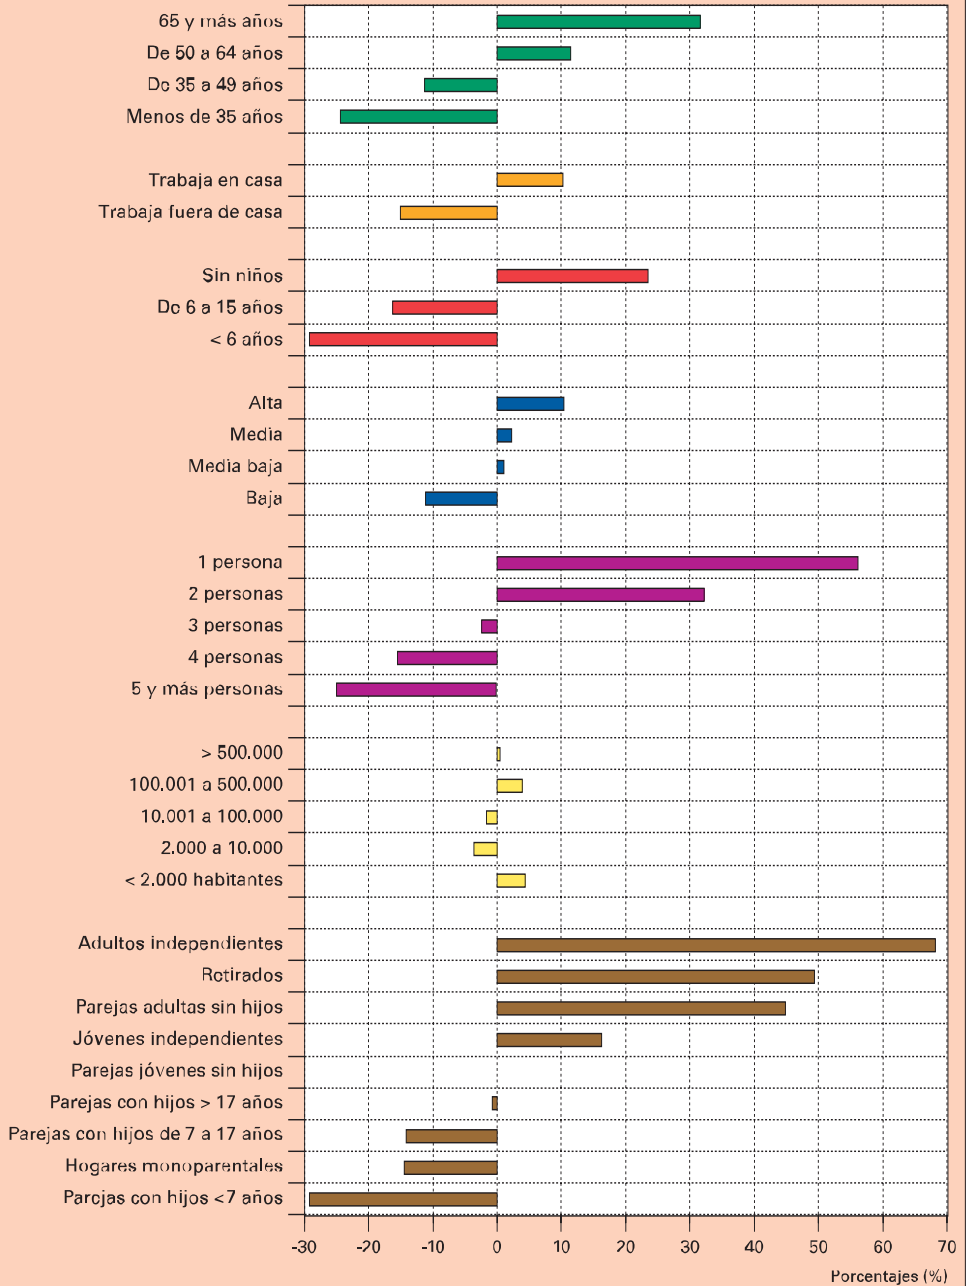 65 y más años
De 50 a 64 años
De 35 a 49 años
Menos de 35 años
Trabaja en casa
Trabaja fuera de casa
Sin niños
De 6 a 15 años
< 6 años
Alta
Media
Media baja
Baja
1 persona
2 personas
3 personas
4 personas
5 y más personas
> 500.000
100.001 a 500.000
10.001 a 100.000
2.000 a 10.000
< 2.000 habitantes
Adultos independientes
Retirados
Parejas adultas sin hijos
Jóvenes independientes
Parejas jóvenes sin hijos
Parejas con hijos > 17 años
Parejas con hijos de 7 a 17 años
Hogares monoparentales
Parejas con hijos <7 años
-30 -20 -10 0 10 20 30 40 50 60 70
Porcentajes (%)